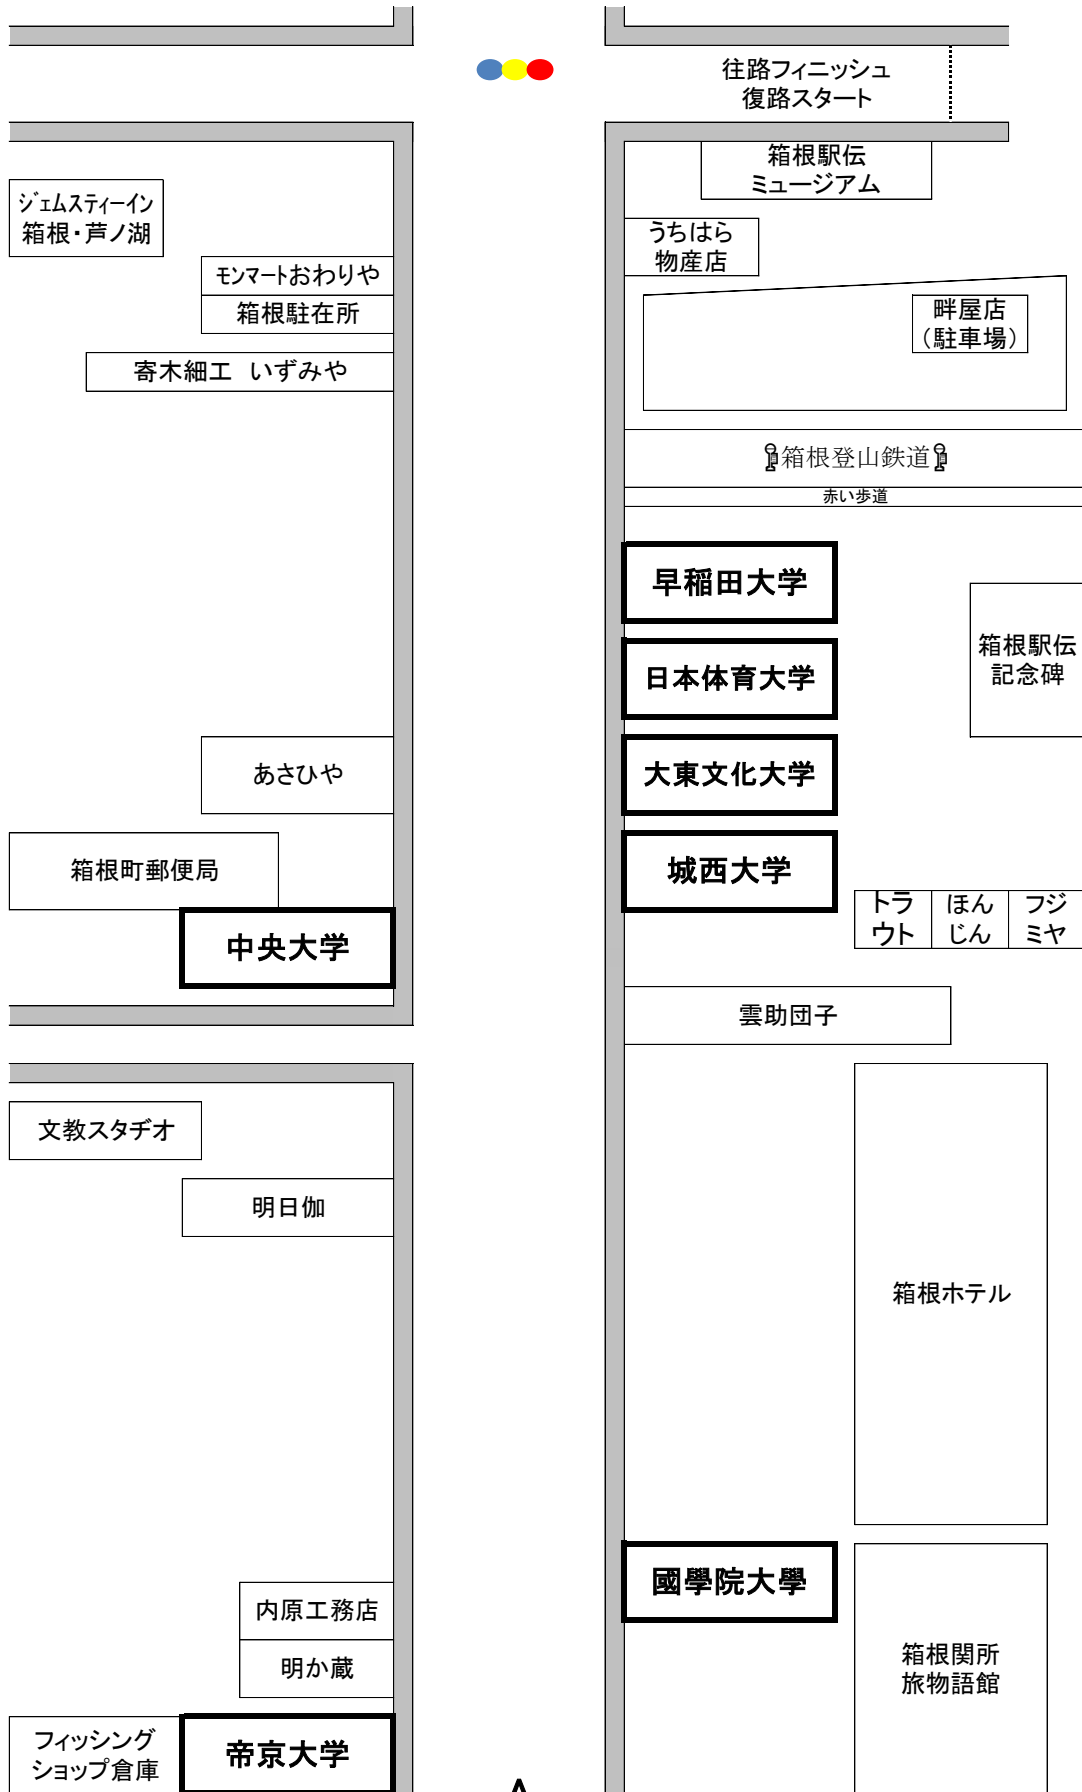 往路フィニッシュ
復路スタート
箱根駅伝
ミュージアム
ジェムスティーイン
箱根・芦ノ湖
うちはら
物産店
モンマートおわりや
箱根駐在所
畔屋店
（駐車場）
寄木細工　いずみや
箱根登山鉄道
赤い歩道
早稲田大学
日本体育大学
箱根駅伝
記念碑
大東文化大学
あさひや
城西大学
箱根町郵便局
トラ
ウト
ほん
じん
フジ
ミヤ
中央大学
雲助団子
文教スタヂオ
明日伽
箱根ホテル
國學院大學
内原工務店
明か蔵
箱根関所
旅物語館
フィッシング
ショップ倉庫
帝京大学